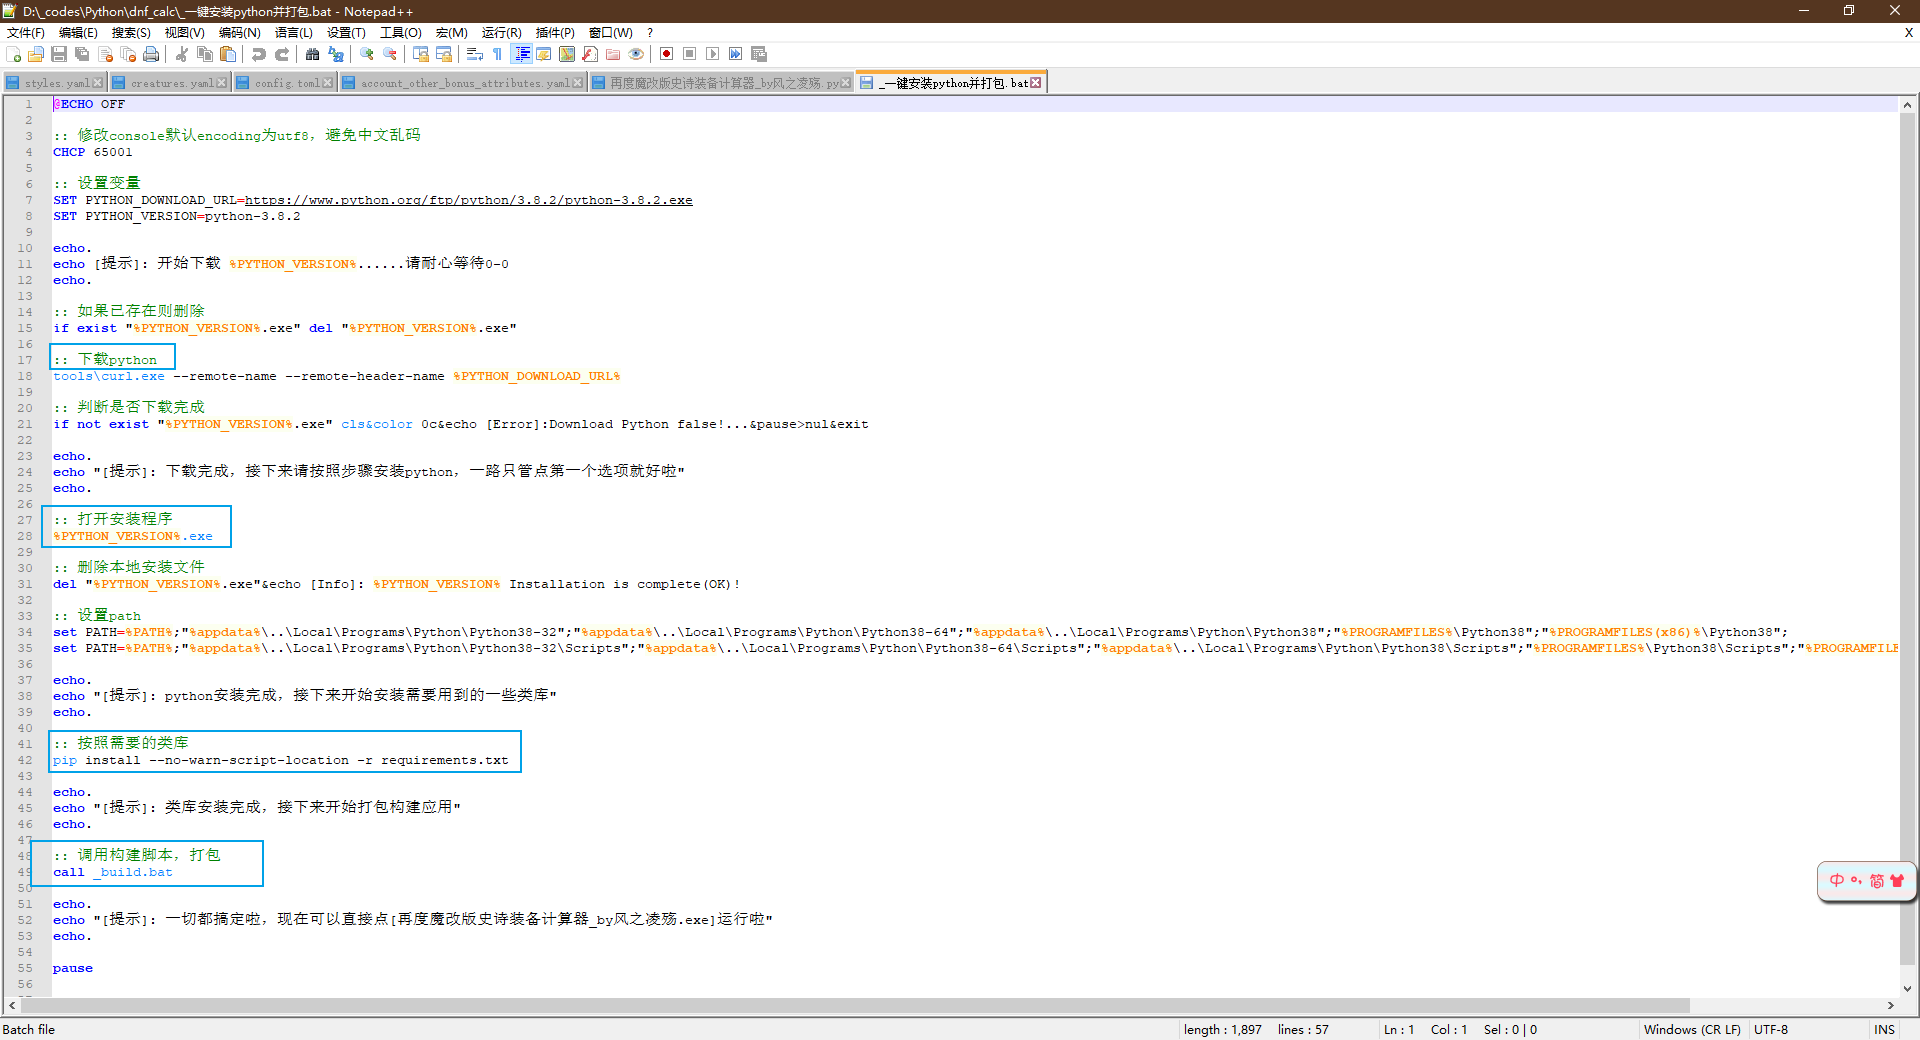 D:\_codes\Python\dnf_calc\_一键安装python并打包.bat - Notepad++
文件(F) 编辑(E) 搜索(S) 视图(V) 编码(N) 语言(L) 设置(T) 工具(O) 宏(M) 运行(R) 插件(P) 窗口(W) ? X
styles.yaml creatures.yaml config.toml account_other_bonus_attributes.yaml 再度魔改版史诗装备计算器_by风之凌殇.py _一键安装python并打包.bat
1 @ECHO OFF
2
3 :: 修改console默认encoding为utf8，避免中文乱码
4 CHCP 65001
5
6 :: 设置变量
7 SET PYTHON_DOWNLOAD_URL=https://www.python.org/ftp/python/3.8.2/python-3.8.2.exe
8 SET PYTHON_VERSION=python-3.8.2
9
10 echo.
11 echo [提示]: 开始下载 %PYTHON_VERSION%......请耐心等待0-0
12 echo.
13
14 :: 如果已存在则删除
15 if exist "%PYTHON_VERSION%.exe" del "%PYTHON_VERSION%.exe"
16
17 :: 下载python
18 tools\curl.exe --remote-name --remote-header-name %PYTHON_DOWNLOAD_URL%
19
20 :: 判断是否下载完成
21 if not exist "%PYTHON_VERSION%.exe" cls&color 0c&echo [Error]:Download Python false!...&pause>nul&exit
22
23 echo.
24 echo "[提示]: 下载完成，接下来请按照步骤安装python，一路只管点第一个选项就好啦"
25 echo.
26
27 :: 打开安装程序
28 %PYTHON_VERSION%.exe
29
30 :: 删除本地安装文件
31 del "%PYTHON_VERSION%.exe"&echo [Info]: %PYTHON_VERSION% Installation is complete(OK)!
32
33 :: 设置path
34 set PATH=%PATH%;"%appdata%\..\Local\Programs\Python\Python38-32";"%appdata%\..\Local\Programs\Python\Python38-64";"%appdata%\..\Local\Programs\Python\Python38";"%PROGRAMFILES%\Python38";"%PROGRAMFILES(x86)%\Python38";
35 set PATH=%PATH%;"%appdata%\..\Local\Programs\Python\Python38-32\Scripts";"%appdata%\..\Local\Programs\Python\Python38-64\Scripts";"%appdata%\..\Local\Programs\Python\Python38\Scripts";"%PROGRAMFILES%\Python38\Scripts";"%PROGRAMFILE
36
37 echo.
38 echo "[提示]: python安装完成，接下来开始安装需要用到的一些类库"
39 echo.
40
41 :: 按照需要的类库
42 pip install --no-warn-script-location -r requirements.txt
43
44 echo.
45 echo "[提示]: 类库安装完成，接下来开始打包构建应用"
46 echo.
47
48 :: 调用构建脚本，打包
49 call _build.bat
50
51 echo.
52 echo "[提示]: 一切都搞定啦，现在可以直接点[再度魔改版史诗装备计算器_by风之凌殇.exe]运行啦"
53 echo.
54
55 pause
56
中 °, 简
Batch file length : 1,897 lines : 57 Ln : 1 Col : 1 Sel : 0 | 0 Windows (CR LF) UTF-8 INS